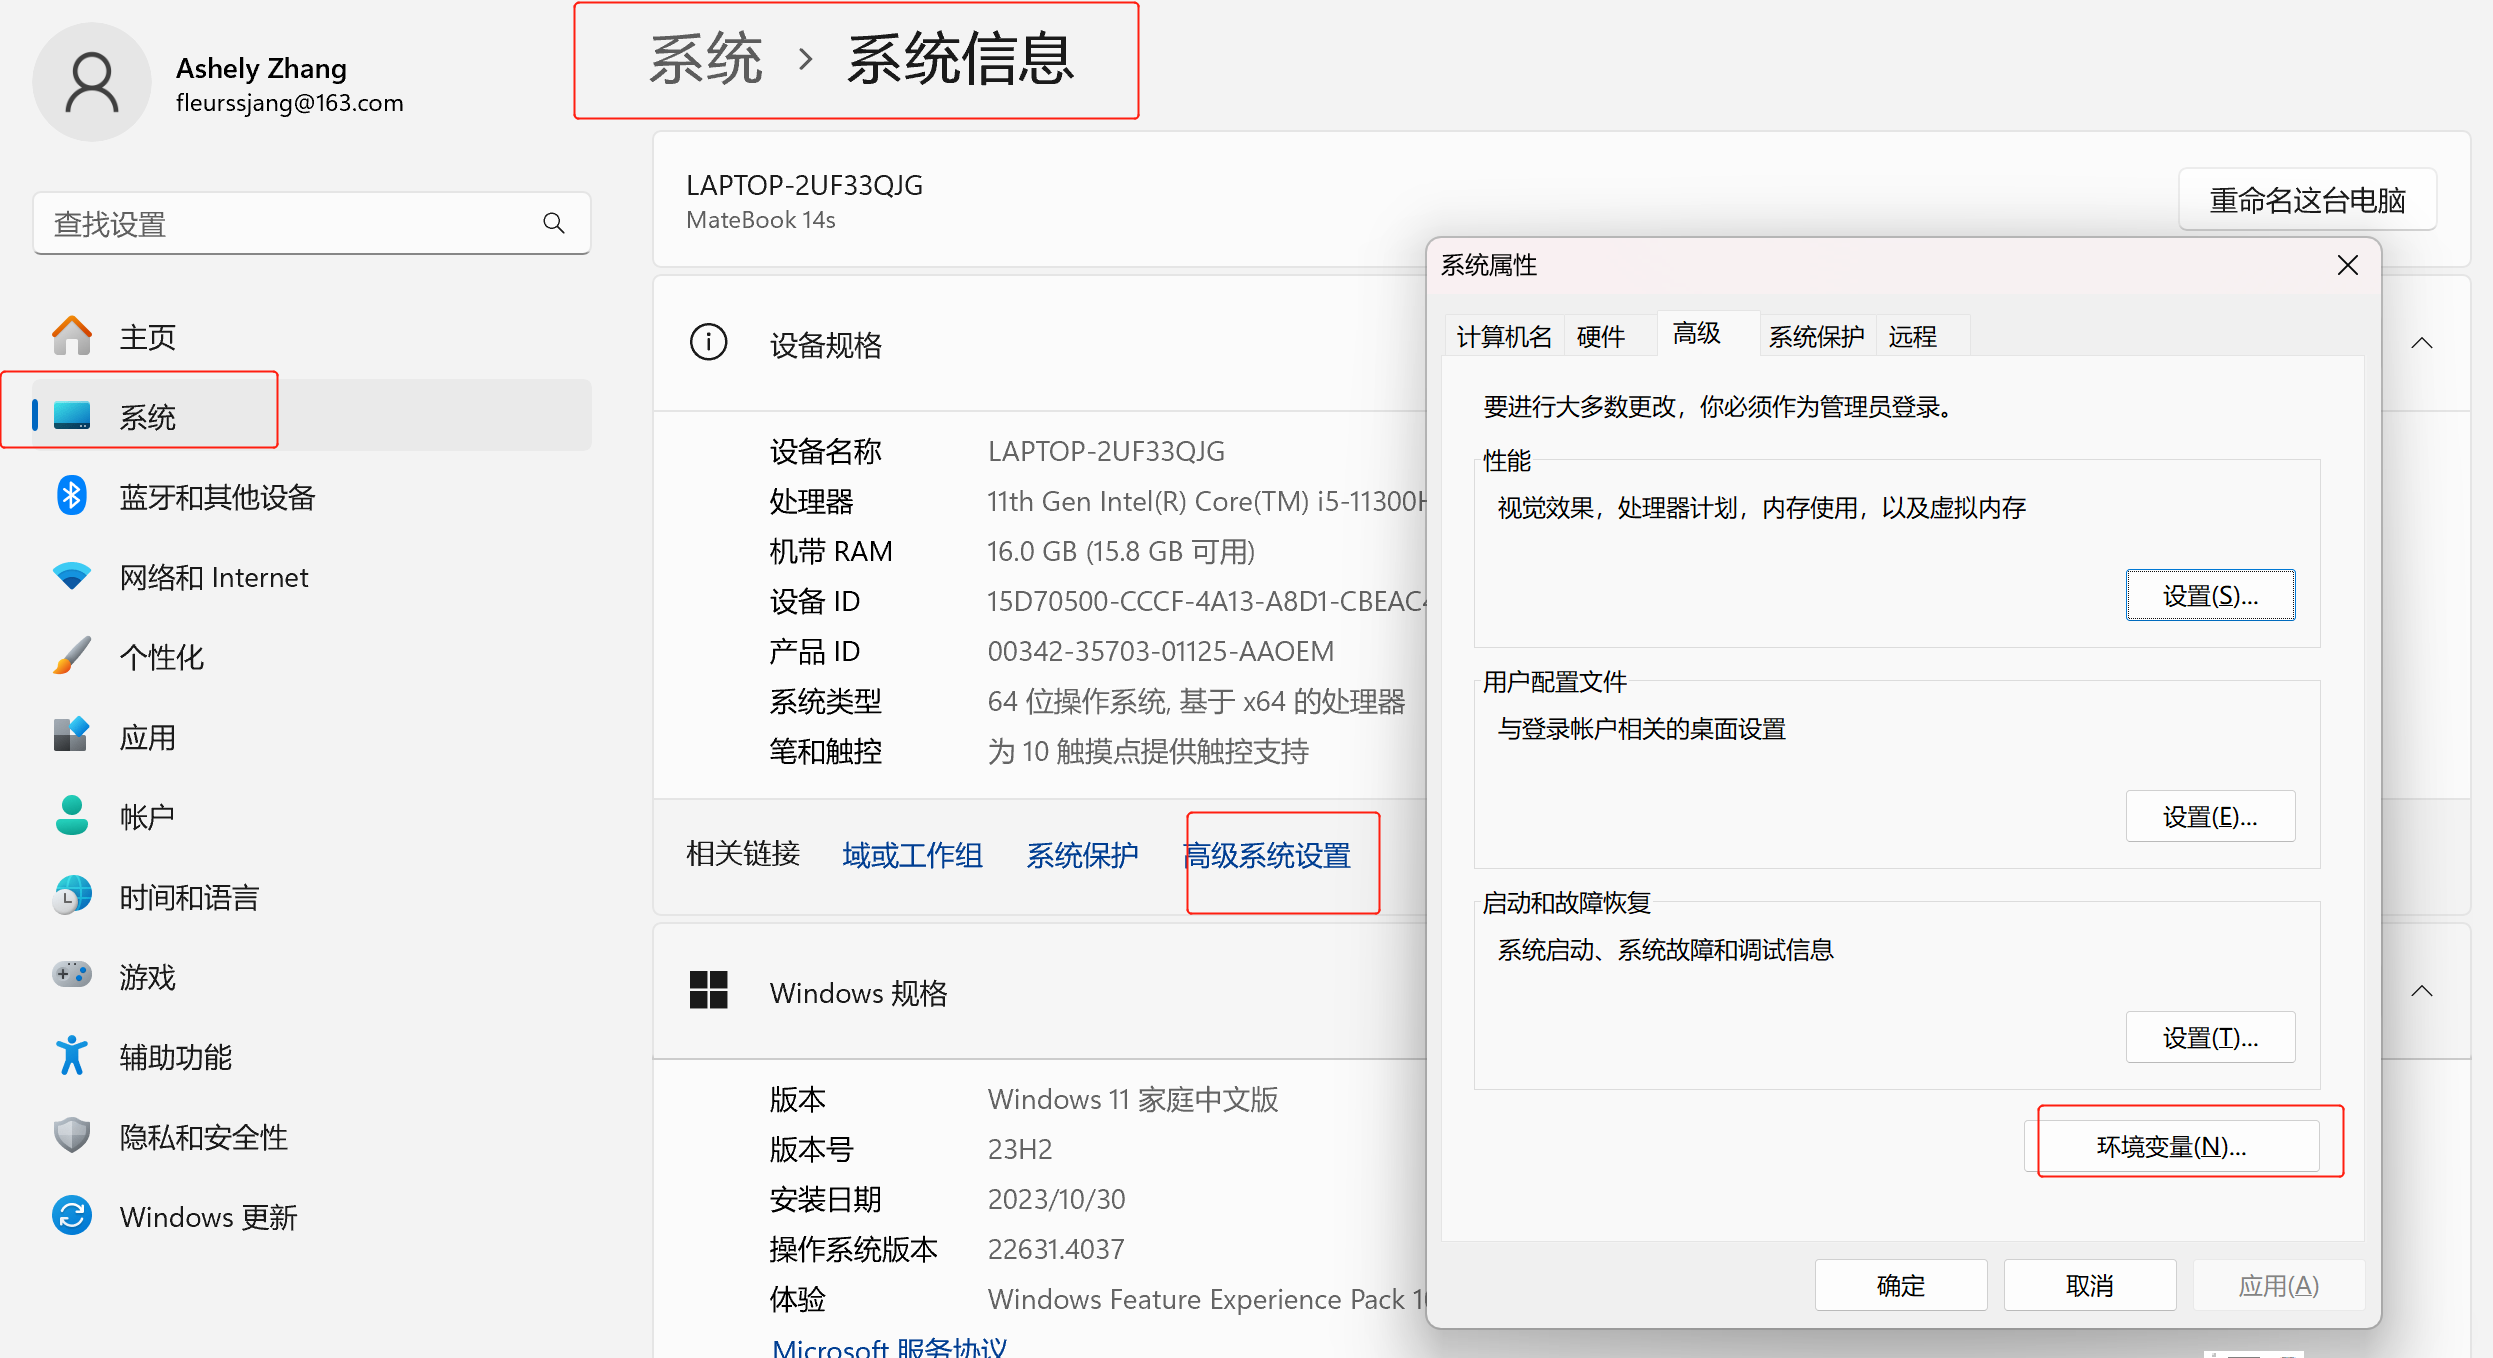 Ashely Zhang
fleurssjang@163.com
查找设置
主页
系统
蓝牙和其他设备
网络和 Internet
个性化
应用
帐户
时间和语言
游戏
辅助功能
隐私和安全性
Windows 更新
系统 › 系统信息
LAPTOP-2UF33QJG
MateBook 14s
重命名这台电脑
设备规格
设备名称 LAPTOP-2UF33QJG
处理器 11th Gen Intel(R) Core(TM) i5-11300H
机带 RAM 16.0 GB (15.8 GB 可用)
设备 ID 15D70500-CCCF-4A13-A8D1-CBEAC4
产品 ID 00342-35703-01125-AAOEM
系统类型 64 位操作系统, 基于 x64 的处理器
笔和触控 为 10 触摸点提供触控支持
相关链接 域或工作组 系统保护 高级系统设置
Windows 规格
版本 Windows 11 家庭中文版
版本号 23H2
安装日期 2023/10/30
操作系统版本 22631.4037
体验 Windows Feature Experience Pack 1
Microsoft 服务协议
系统属性
计算机名 硬件 高级 系统保护 远程
要进行大多数更改，你必须作为管理员登录。
性能
视觉效果，处理器计划，内存使用，以及虚拟内存
设置(S)...
用户配置文件
与登录帐户相关的桌面设置
设置(E)...
启动和故障恢复
系统启动、系统故障和调试信息
设置(T)...
环境变量(N)...
确定 取消 应用(A)